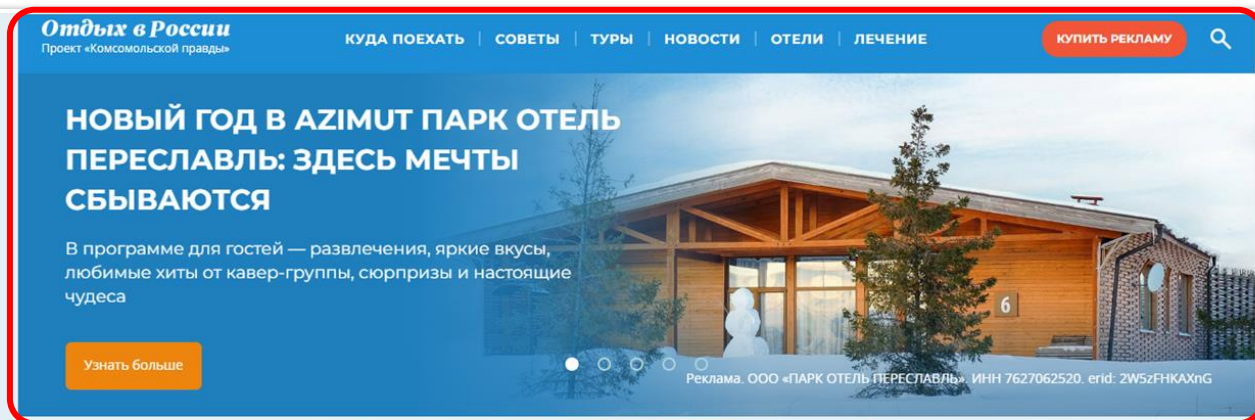 Отдых в России
Проект «Комсомольской правды»
КУДА ПОЕХАТЬ | СОВЕТЫ | ТУРЫ | НОВОСТИ | ОТЕЛИ | ЛЕЧЕНИЕ
КУПИТЬ РЕКЛАМУ
НОВЫЙ ГОД В AZIMUT ПАРК ОТЕЛЬ
ПЕРЕСЛАВЛЬ: ЗДЕСЬ МЕЧТЫ
СБЫВАЮТСЯ
В программе для гостей — развлечения, яркие вкусы,
любимые хиты от кавер-группы, сюрпризы и настоящие
чудеса
6
Узнать больше
Реклама. ООО «ПАРК ОТЕЛЬ ПЕРЕСЛАВЛЬ». ИНН 7627062520. erid: 2W5zFHKAXnG